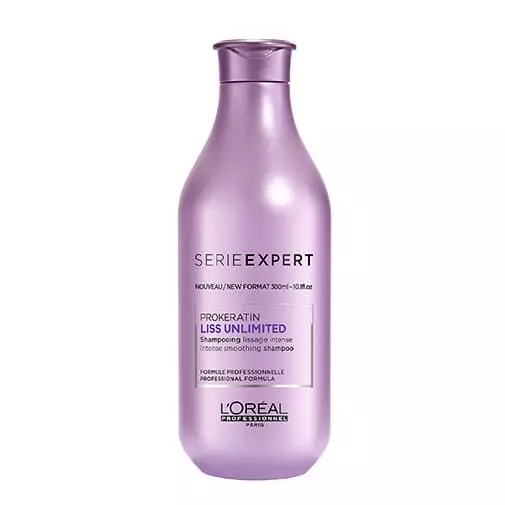 SERIEEXPERT
NOUVEAU/NEW FORMAT 300ml-10.1fl.oz
PROKERATIN
LISS UNLIMITED
Shampooing lissage intense
Intense smoothing shampoo
FORMULE PROFESSIONNELLE
PROFESSIONAL FORMULA
L'ORÉAL
PROFESSIONNEL
PARIS